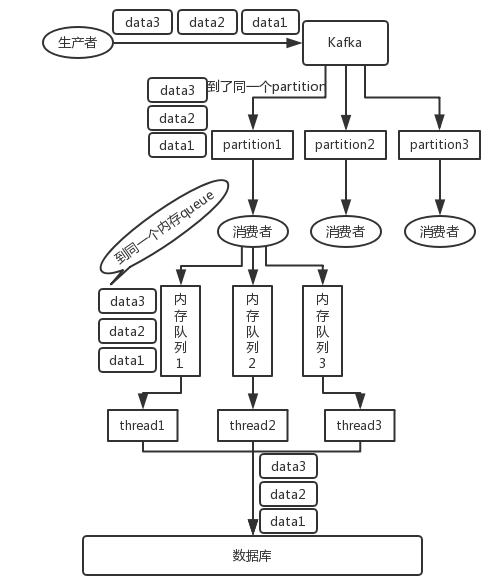 data3 data2 data1
生产者
Kafka
到了同一个partition
data3
data2
data1
partition1 partition2 partition3
消费者 消费者 消费者
到同一个内存queue
data3
data2
data1
内存队列1
内存队列2
内存队列3
thread1 thread2 thread3
data3
data2
data1
数据库